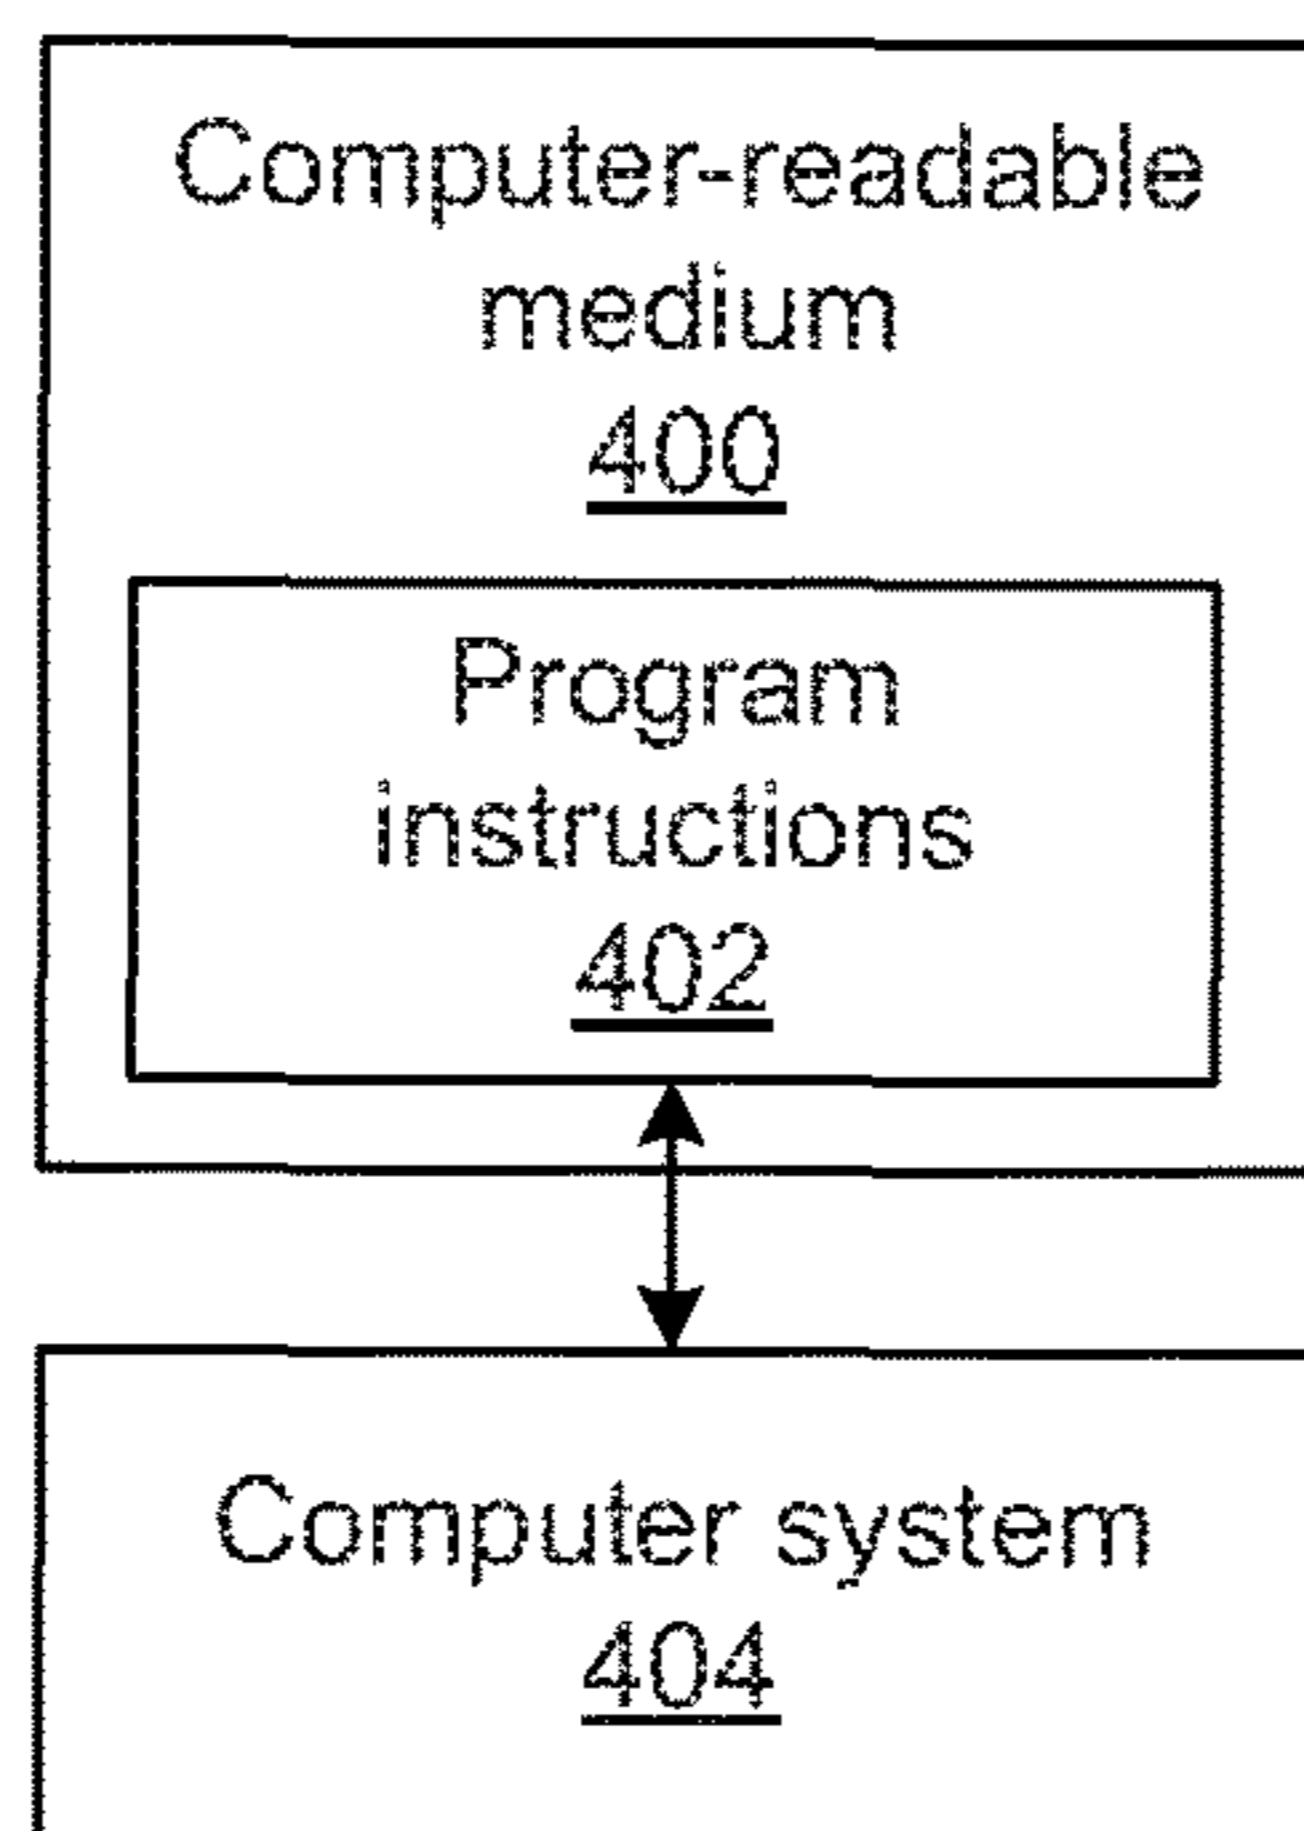 Computer-readable
medium
400
Program
instructions
402
Computer system
404